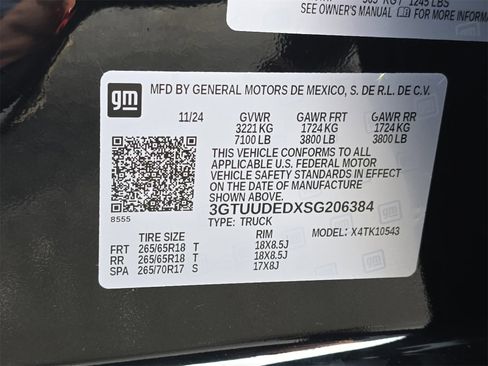 1245 LBS
SEE OWNER'S MANUAL FOR MORE
gm
MFD BY GENERAL MOTORS DE MEXICO, S. DE R.L. DE C.V.
11/24 GVWR GAWR FRT GAWR RR
3221 KG 1724 KG 1724 KG
7100 LB 3800 LB 3800 LB
THIS VEHICLE CONFORMS TO ALL
APPLICABLE U.S. FEDERAL MOTOR
VEHICLE SAFETY STANDARDS IN
EFFECT ON THE DATE OF
MANUFACTURE SHOWN ABOVE.
8555
3GTUUDEDXSG206384
TYPE: TRUCK MODEL: X4TK10543
TIRE SIZE RIM
FRT 265/65R18 T 18X8.5J
RR 265/65R18 T 18X8.5J
SPA 265/70R17 S 17X8J